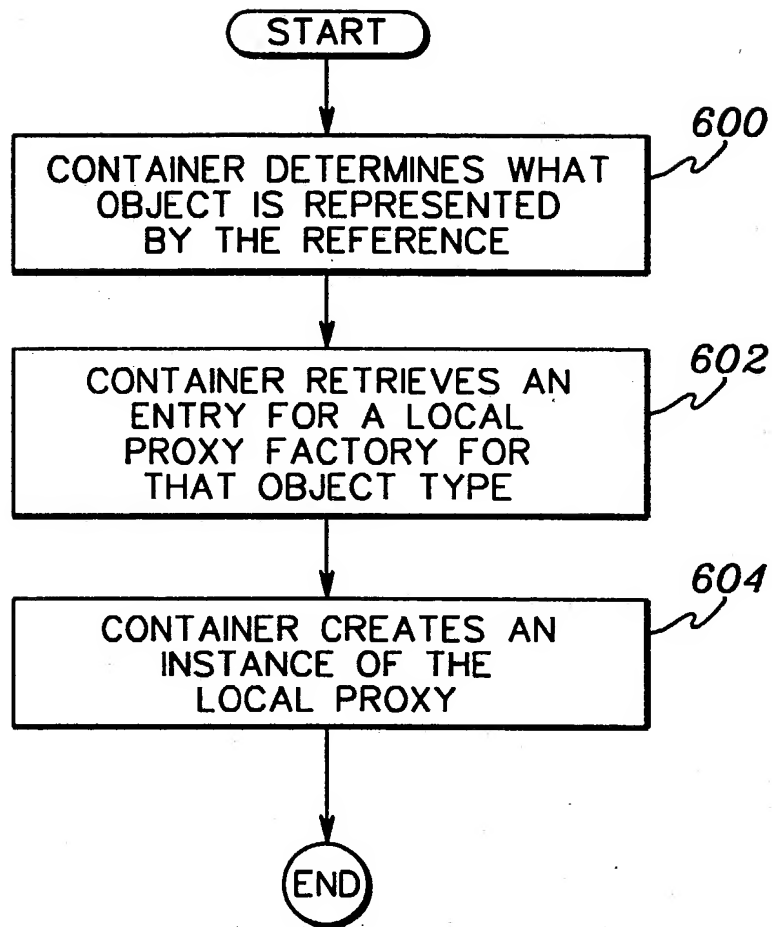 START
600
CONTAINER DETERMINES WHAT
OBJECT IS REPRESENTED
BY THE REFERENCE
602
CONTAINER RETRIEVES AN
ENTRY FOR A LOCAL
PROXY FACTORY FOR
THAT OBJECT TYPE
604
CONTAINER CREATES AN
INSTANCE OF THE
LOCAL PROXY
END